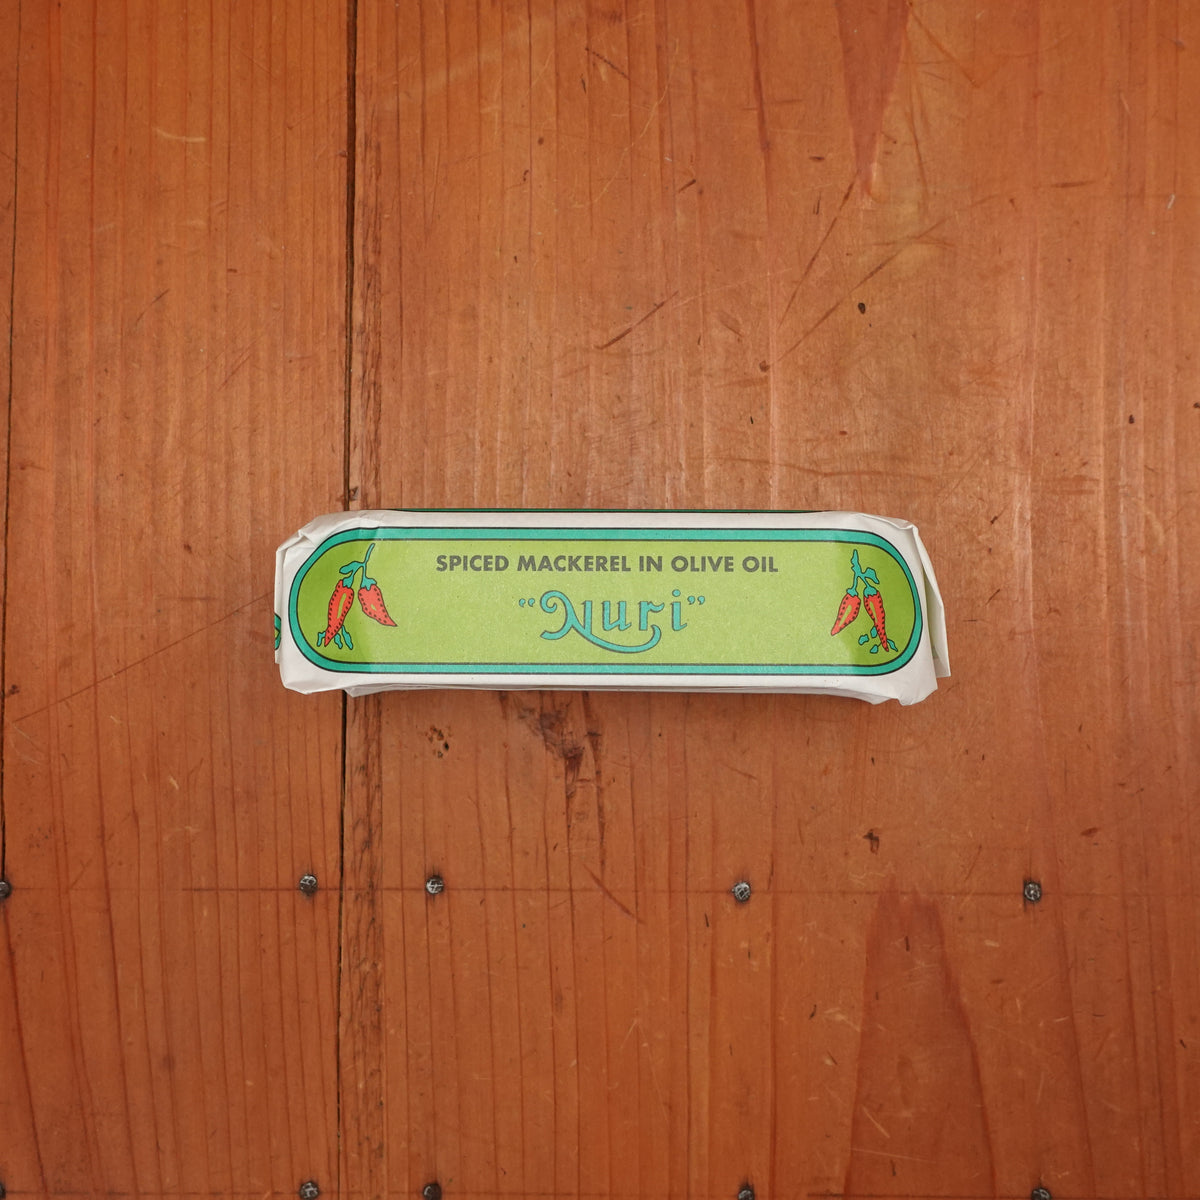 SPICED MACKEREL IN OLIVE OIL
“Nuri”